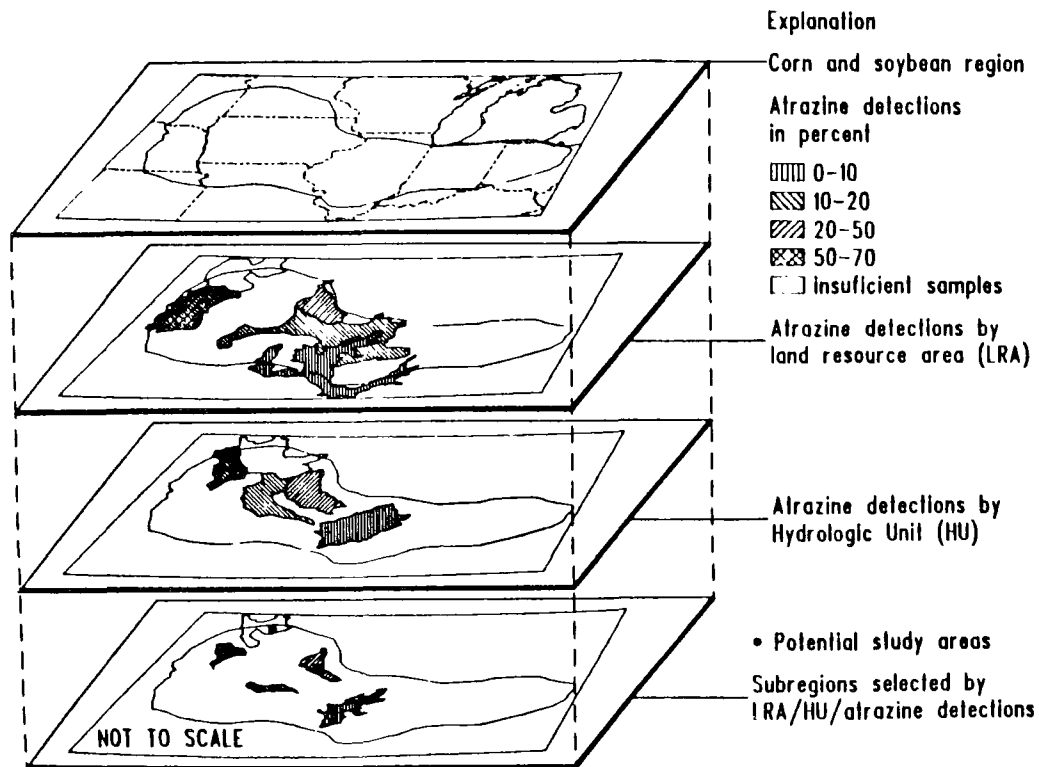 Explanation
Corn and soybean region
Atrazine detections
in percent
0-10
10-20
20-50
50-70
insuficient samples
Atrazine detections by
land resource area (LRA)
Atrazine detections by
Hydrologic Unit (HU)
• Potential study areas
Subregions selected by
LRA/HU/atrazine detections
NOT TO SCALE